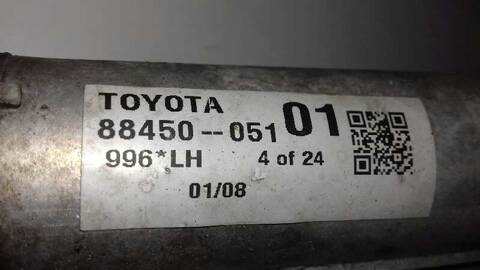 TOYOTA
88450--051 01
996*LH 4 of 24
01/08